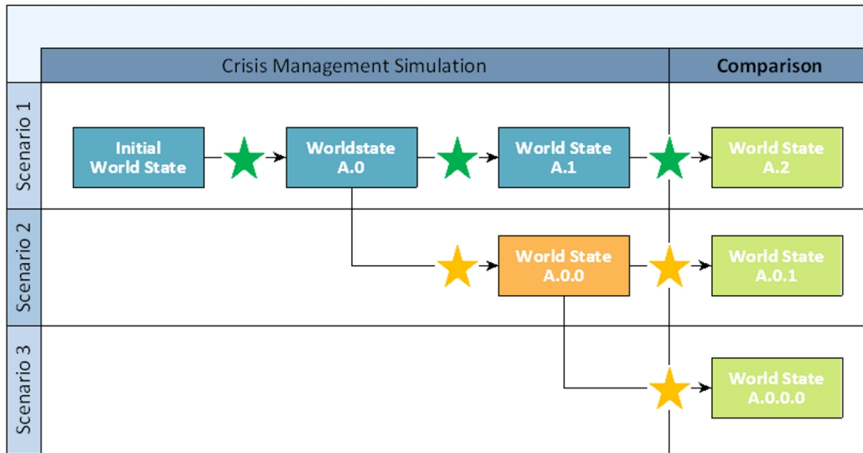 Crisis Management Simulation
Comparison
Scenario 1
Initial
World State
Worldstate
A.0
World State
A.1
World State
A.2
Scenario 2
World State
A.0.0
World State
A.0.1
Scenario 3
World State
A.0.0.0